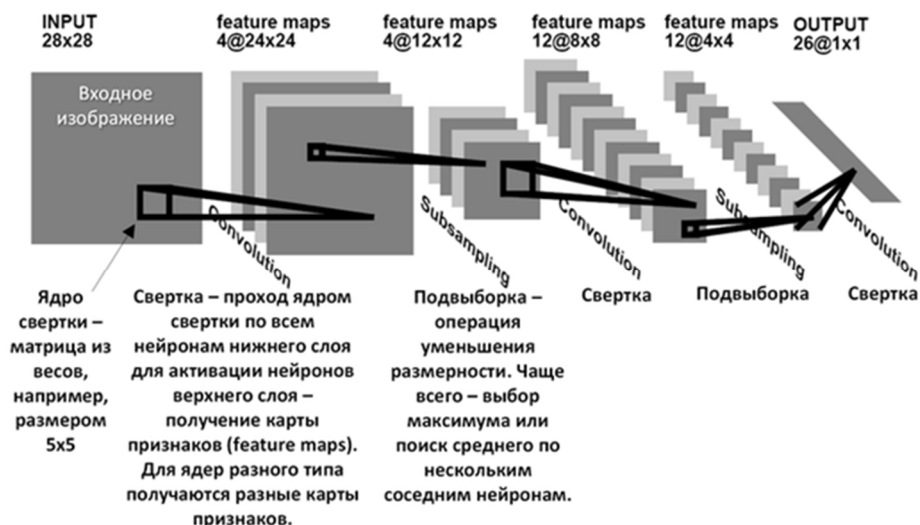 INPUT
28x28
feature maps
4@24x24
feature maps
4@12x12
feature maps
12@8x8
feature maps
12@4x4
OUTPUT
26@1x1
Входное
изображение
Convolution
Subsampling
Convolution
Subsampling
Convolution
Ядро
свертки –
матрица из
весов,
например,
размером
5x5
Свертка – проход ядром
свертки по всем
нейронам нижнего слоя
для активации нейронов
верхнего слоя –
получение карты
признаков (feature maps).
Для ядер разного типа
получаются разные карты
признаков.
Подвыборка –
операция
уменьшения
размерности. Чаще
всего – выбор
максимума или
поиск среднего по
нескольким
соседним нейронам.
Свертка
Подвыборка
Свертка